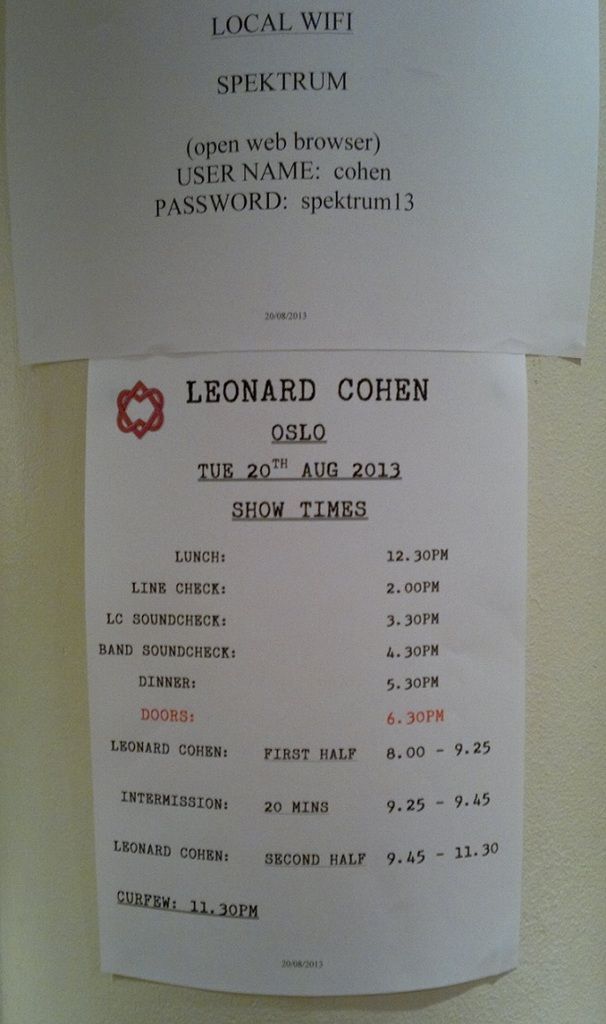 LOCAL WIFI
SPEKTRUM
(open web browser)
USER NAME: cohen
PASSWORD: spektrum13
20/08/2013
LEONARD COHEN
OSLO
TUE 20TH AUG 2013
SHOW TIMES
LUNCH: 12.30PM
LINE CHECK: 2.00PM
LC SOUNDCHECK: 3.30PM
BAND SOUNDCHECK: 4.30PM
DINNER: 5.30PM
DOORS: 6.30PM
LEONARD COHEN: FIRST HALF 8.00 - 9.25
INTERMISSION: 20 MINS 9.25 - 9.45
LEONARD COHEN: SECOND HALF 9.45 - 11.30
CURFEW: 11.30PM
20/08/2013